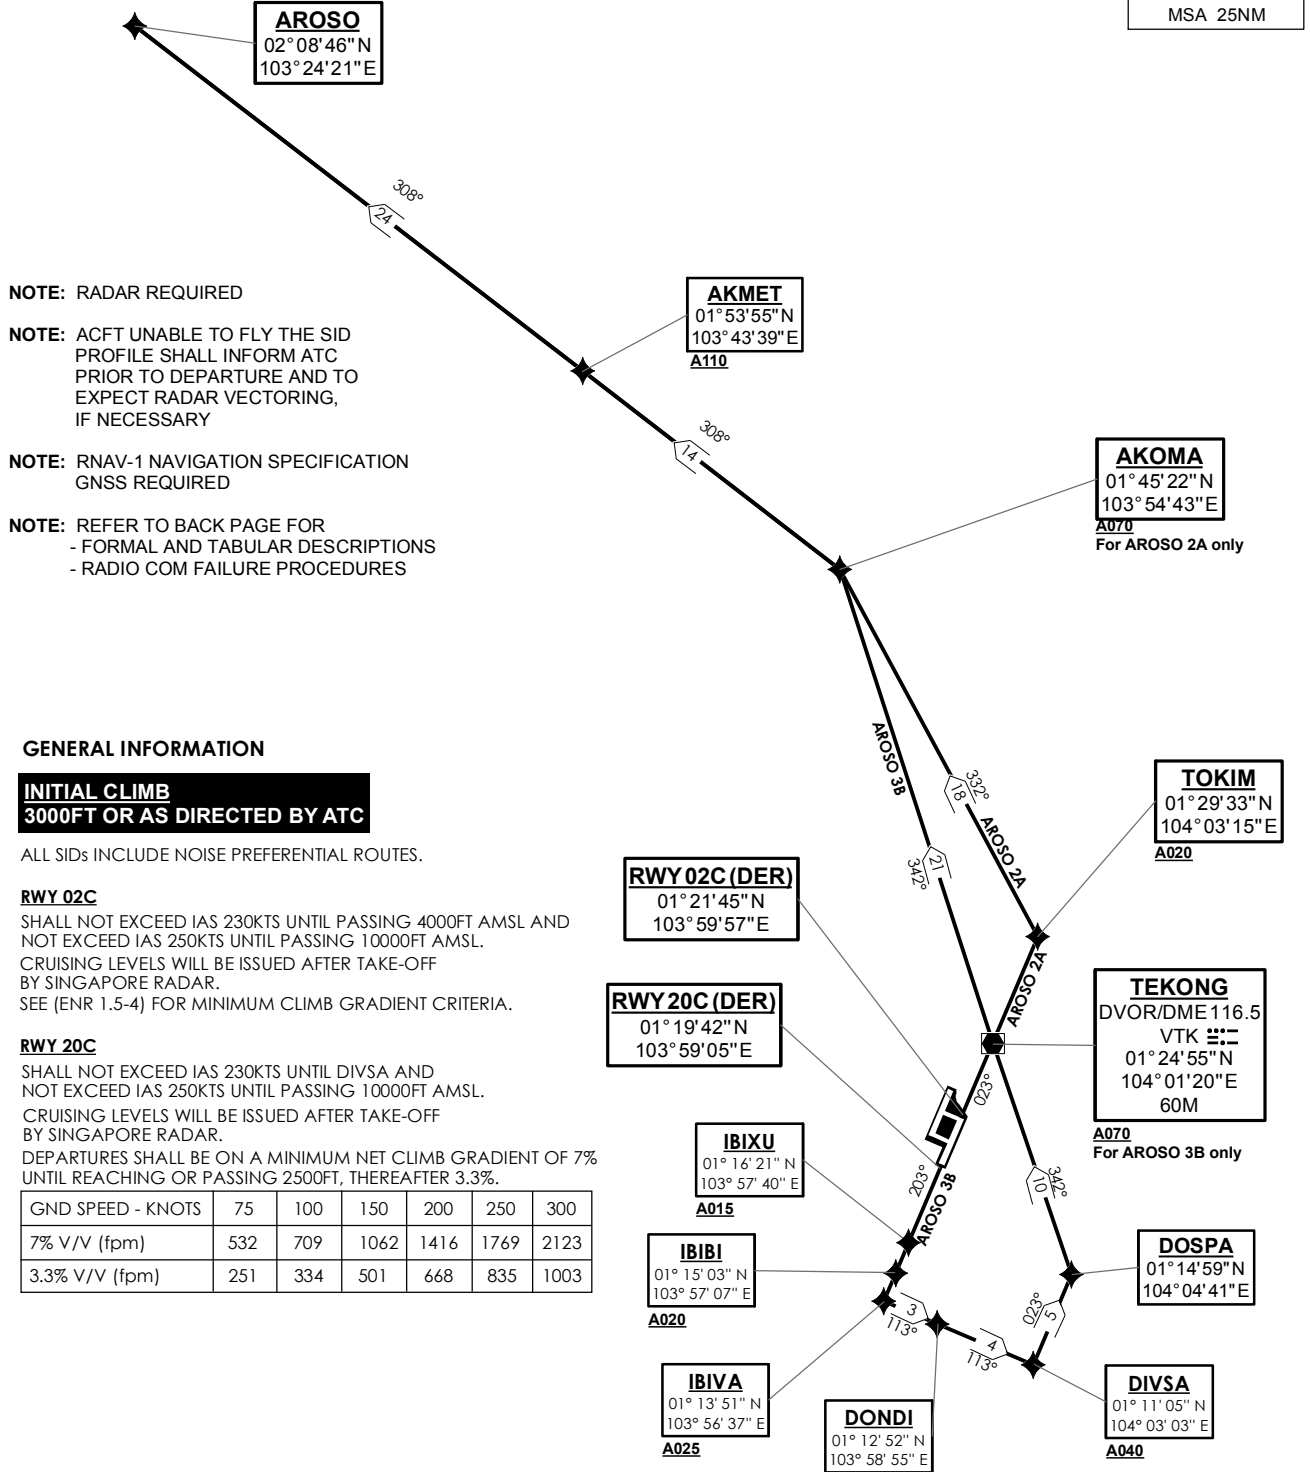 MSA 25NM
AROSO
02°08'46"N
103°24'21"E
308°
24
NOTE: RADAR REQUIRED
NOTE: ACFT UNABLE TO FLY THE SID
PROFILE SHALL INFORM ATC
PRIOR TO DEPARTURE AND TO
EXPECT RADAR VECTORING,
IF NECESSARY
NOTE: RNAV-1 NAVIGATION SPECIFICATION
GNSS REQUIRED
NOTE: REFER TO BACK PAGE FOR
- FORMAL AND TABULAR DESCRIPTIONS
- RADIO COM FAILURE PROCEDURES
AKMET
01°53'55"N
103°43'39"E
A110
308°
14
AKOMA
01°45'22"N
103°54'43"E
A070
For AROSO 2A only
GENERAL INFORMATION
INITIAL CLIMB
3000FT OR AS DIRECTED BY ATC
ALL SIDs INCLUDE NOISE PREFERENTIAL ROUTES.
RWY 02C
SHALL NOT EXCEED IAS 230KTS UNTIL PASSING 4000FT AMSL AND
NOT EXCEED IAS 250KTS UNTIL PASSING 10000FT AMSL.
CRUISING LEVELS WILL BE ISSUED AFTER TAKE-OFF
BY SINGAPORE RADAR.
SEE (ENR 1.5-4) FOR MINIMUM CLIMB GRADIENT CRITERIA.
RWY 20C
SHALL NOT EXCEED IAS 230KTS UNTIL DIVSA AND
NOT EXCEED IAS 250KTS UNTIL PASSING 10000FT AMSL.
CRUISING LEVELS WILL BE ISSUED AFTER TAKE-OFF
BY SINGAPORE RADAR.
DEPARTURES SHALL BE ON A MINIMUM NET CLIMB GRADIENT OF 7%
UNTIL REACHING OR PASSING 2500FT, THEREAFTER 3.3%.
GND SPEED - KNOTS 75 100 150 200 250 300
7% V/V (fpm) 532 709 1062 1416 1769 2123
3.3% V/V (fpm) 251 334 501 668 835 1003
AROSO 3B
21
342°
332°
18
AROSO 2A
TOKIM
01°29'33"N
104°03'15"E
A020
RWY 02C (DER)
01°21'45"N
103°59'57"E
RWY 20C (DER)
01°19'42"N
103°59'05"E
AROSO 2A
TEKONG
DVOR/DME 116.5
VTK
01°24'55"N
104°01'20"E
60M
A070
For AROSO 3B only
023°
IBIXU
01° 16' 21" N
103° 57' 40" E
A015
203°
AROSO 3B
342°
10
IBIBI
01° 15' 03" N
103° 57' 07" E
A020
DOSPA
01°14'59"N
104°04'41"E
3
113°
4
113°
023°
5
IBIVA
01° 13' 51" N
103° 56' 37" E
A025
DONDI
01° 12' 52" N
103° 58' 55" E
DIVSA
01° 11' 05" N
104° 03' 03" E
A040